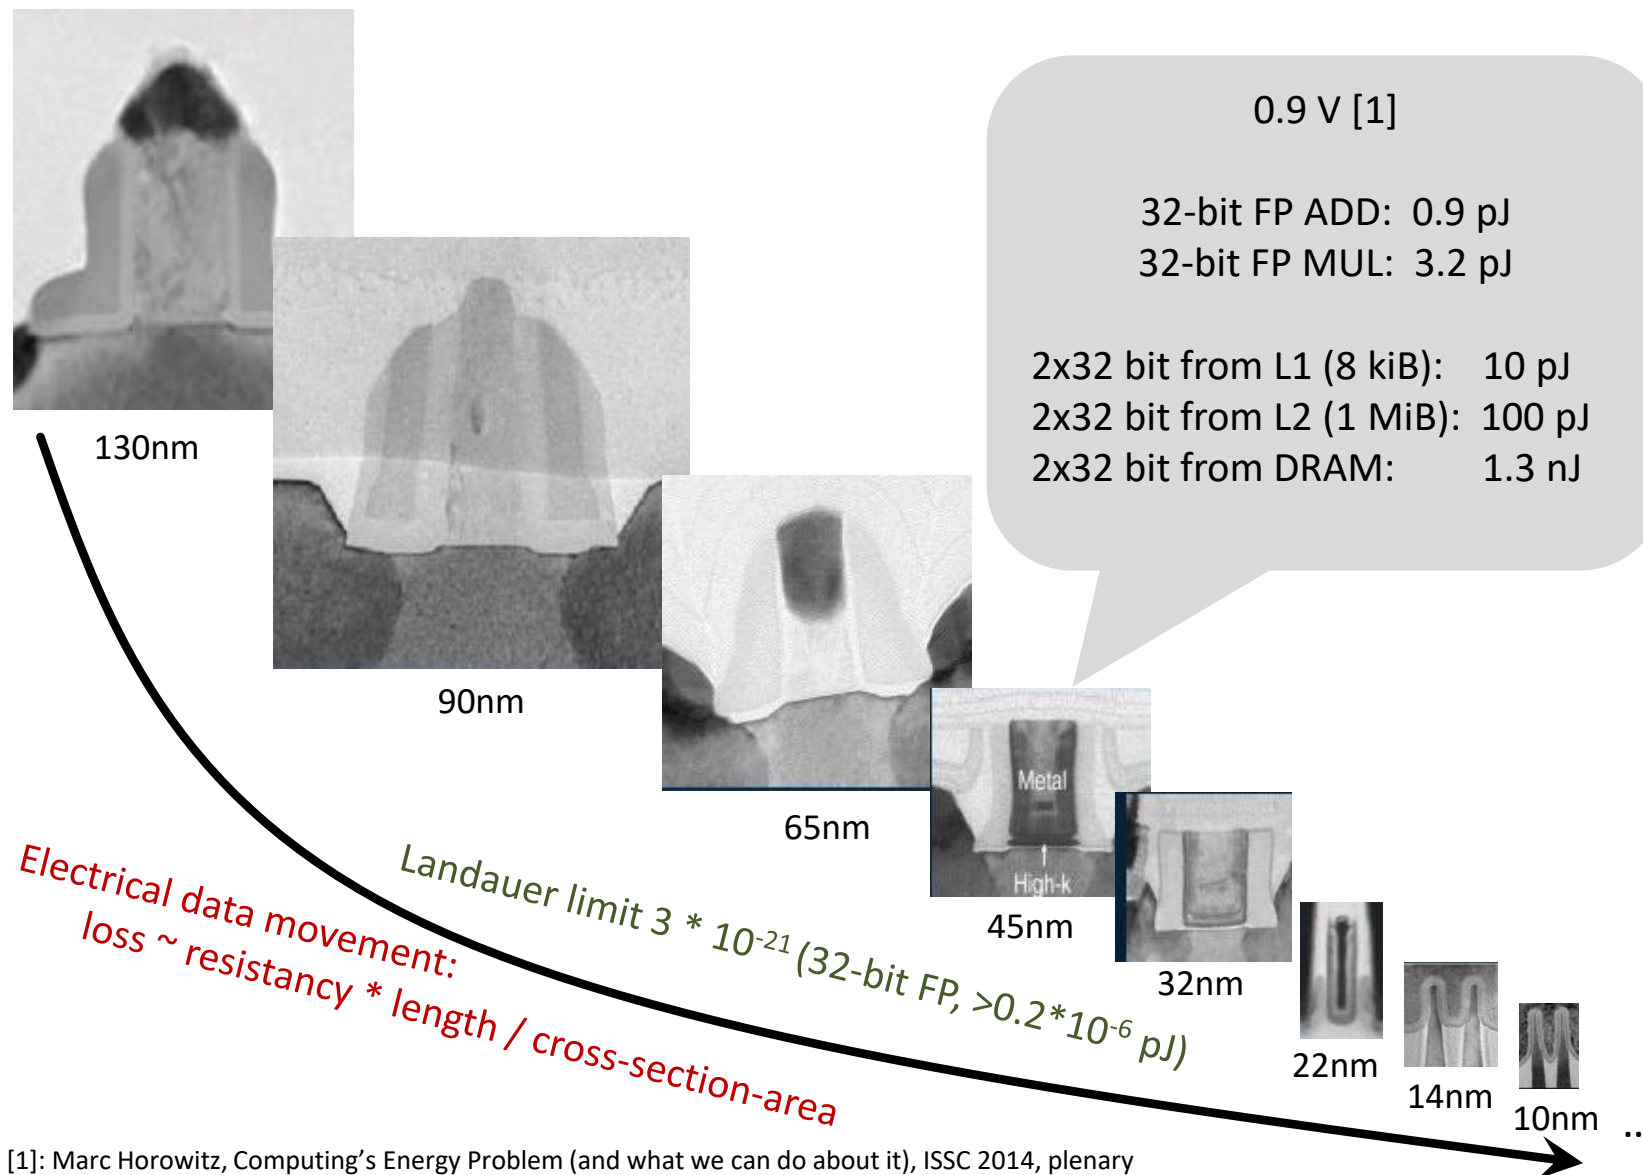 0.9 V [1]
32-bit FP ADD: 0.9 pJ
32-bit FP MUL: 3.2 pJ
2x32 bit from L1 (8 kiB): 10 pJ
2x32 bit from L2 (1 MiB): 100 pJ
2x32 bit from DRAM: 1.3 nJ
130nm
90nm
65nm
Metal
High-k
45nm
32nm
22nm
14nm
10nm
..
Landauer limit 3 * 10⁻²¹ (32-bit FP, >0.2*10⁻⁶ pJ)
Electrical data movement:
loss ~ resistancy * length / cross-section-area
[1]: Marc Horowitz, Computing’s Energy Problem (and what we can do about it), ISSC 2014, plenary